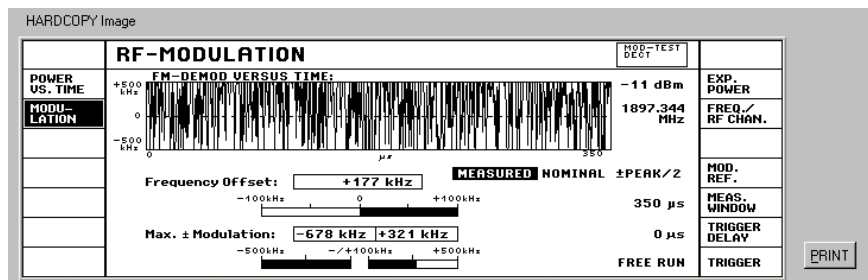 HARDCOPY Image
RF-MODULATION
MOD-TEST
DECT
POWER
VS. TIME
MODU-
LATION
FM-DEMOD VERSUS TIME:
+500
kHz
0
-500
kHz
0
µs
350
-11 dBm
1897.344
MHz
EXP.
POWER
FREQ./
RF CHAN.
MEASURED NOMINAL ±PEAK/2
MOD.
REF.
Frequency Offset: +177 kHz
-100kHz 0 +100kHz
350 µs
MEAS.
WINDOW
Max. ± Modulation: -678 kHz +321 kHz
0 µs
TRIGGER
DELAY
-500kHz -/+100kHz +500kHz
FREE RUN
TRIGGER
PRINT